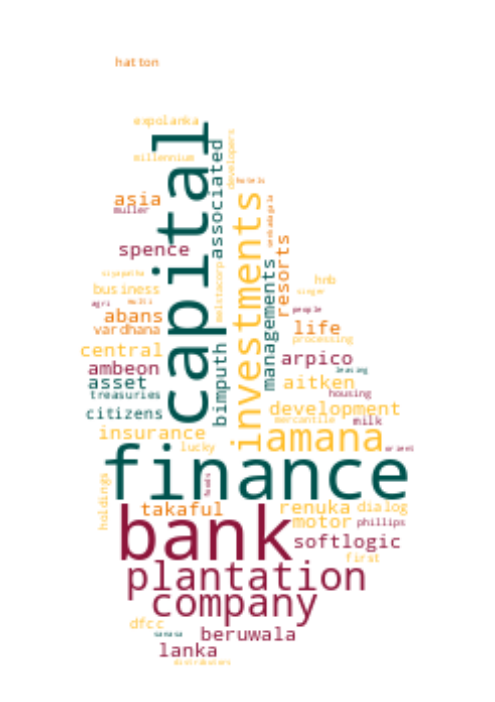 hatton
expolanka
capital
millennium
developers
associated
hotels
asia
muller
investments
sanbadagala
resorts
spence
managements
melstacorp
siyapatha
hnb
business
singer
agri
multi
people
abans
vardhana
life
processing
central
bimputh
arpico
ambeon
leasing
asset
aitken
treasuries
housing
citizens
development
mercantile
milk
insurance
amana
lucky
orient
finance
holdings
foods
takaful
renuka
dialog
bank
motor
phillips
softlogic
first
plantation
company
dfcc
sanasa
beruwala
lanka
distributors